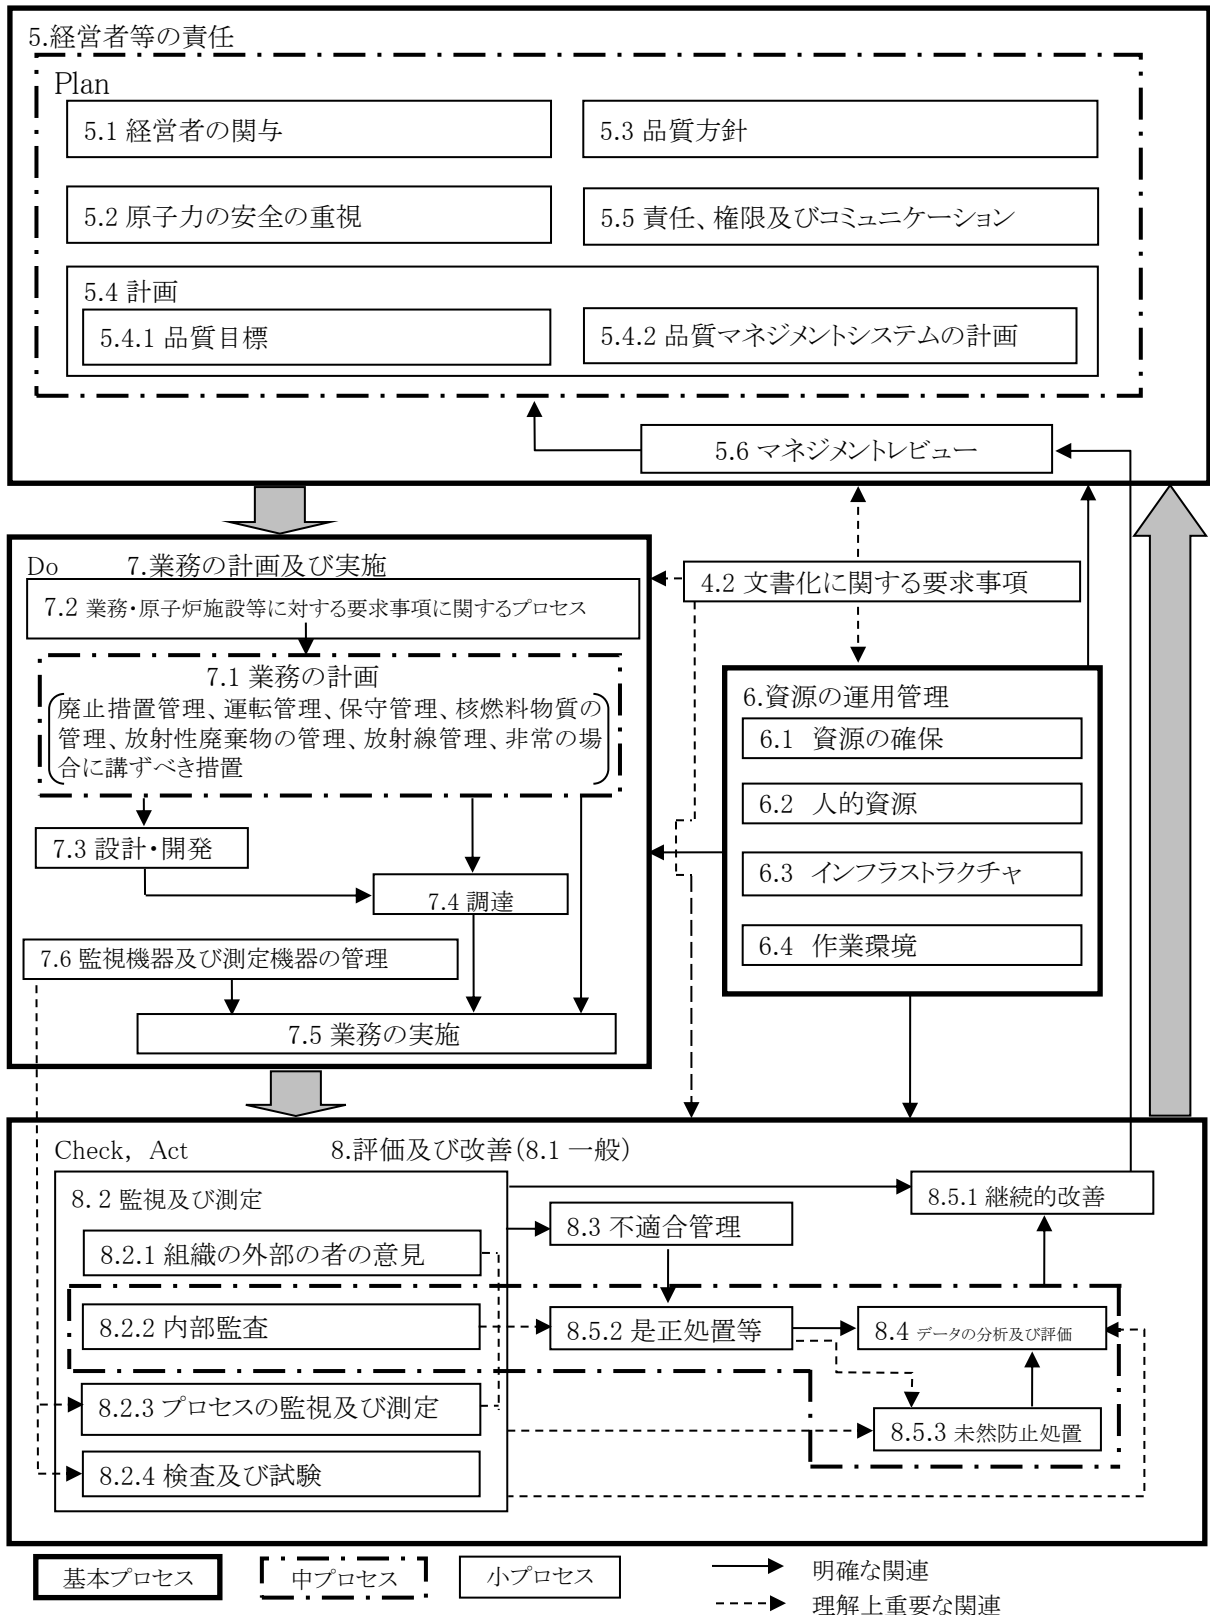 5.経営者等の責任
Plan
5.1 経営者の関与
5.3 品質方針
5.2 原子力の安全の重視
5.5 責任、権限及びコミュニケーション
5.4 計画
5.4.1 品質目標
5.4.2 品質マネジメントシステムの計画
5.6 マネジメントレビュー
Do 7.業務の計画及び実施
7.2 業務・原子炉施設等に対する要求事項に関するプロセス
7.1 業務の計画
廃止措置管理、運転管理、保守管理、核燃料物質の
管理、放射性廃棄物の管理、放射線管理、非常の場
合に講ずべき措置
7.3 設計・開発
7.4 調達
7.6 監視機器及び測定機器の管理
7.5 業務の実施
4.2 文書化に関する要求事項
6.資源の運用管理
6.1 資源の確保
6.2 人的資源
6.3 インフラストラクチャ
6.4 作業環境
Check, Act 8.評価及び改善(8.1 一般)
8. 2 監視及び測定
8.2.1 組織の外部の者の意見
8.2.2 内部監査
8.2.3 プロセスの監視及び測定
8.2.4 検査及び試験
8.3 不適合管理
8.5.1 継続的改善
8.5.2 是正処置等
8.4 データの分析及び評価
8.5.3 未然防止処置
基本プロセス
中プロセス
小プロセス
明確な関連
理解上重要な関連